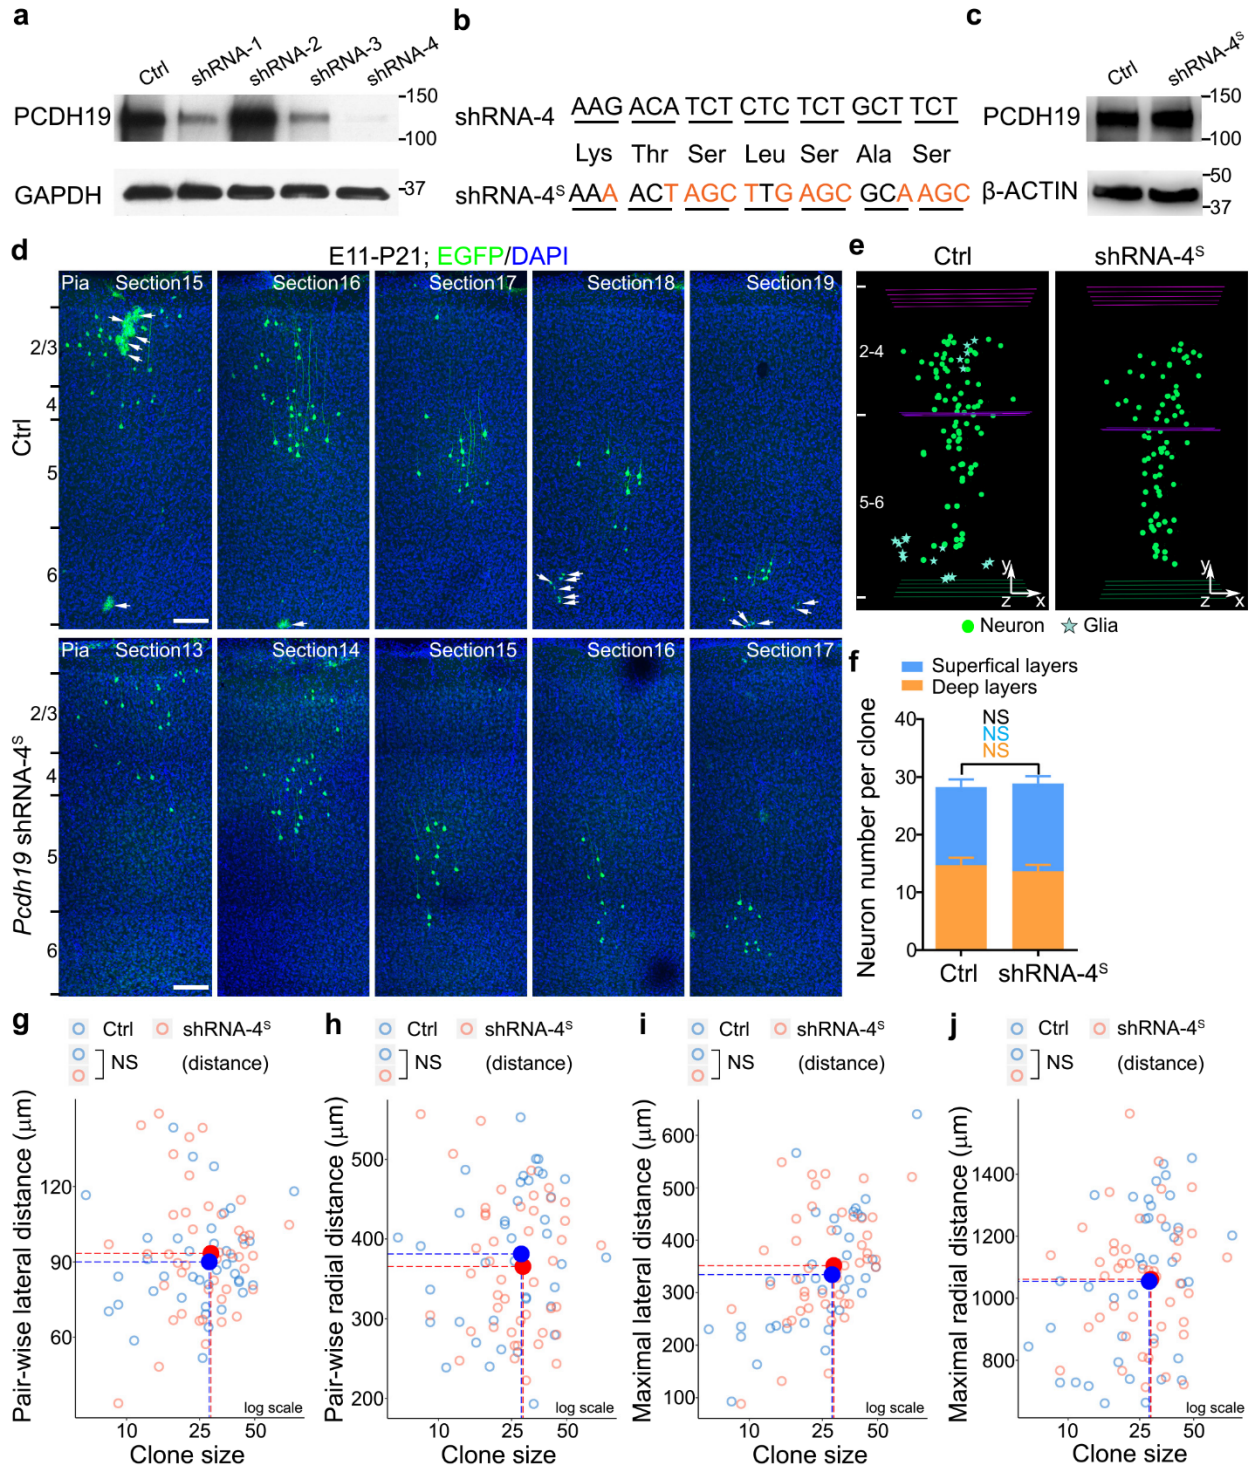 a
Ctrl
shRNA-1
shRNA-2
shRNA-3
shRNA-4
PCDH19
-150
-100
GAPDH
-37
b
shRNA-4 AAG ACA TCT CTC TCT GCT TCT
Lys Thr Ser Leu Ser Ala Ser
shRNA-4S AAA ACT AGC TTG AGC GCA AGC
c
Ctrl
shRNA-4S
PCDH19
-150
-100
β-ACTIN
-50
-37
d
E11-P21; EGFP/DAPI
Ctrl
Pia Section15 Section16 Section17 Section18 Section19
2/3
4
5
6
Pcdh19 shRNA-4S
Pia Section13 Section14 Section15 Section16 Section17
2/3
4
5
6
e
Ctrl shRNA-4S
2-4
5-6
y
z x
y
z x
Neuron Glia
f
Superfical layers
Deep layers
Neuron number per clone
NS
NS
NS
40
30
20
10
0
Ctrl shRNA-4S
g
Ctrl shRNA-4S
NS (distance)
Pair-wise lateral distance (μm)
120
90
60
log scale
10 25 50
Clone size
h
Ctrl shRNA-4S
NS (distance)
Pair-wise radial distance (μm)
500
400
300
200
log scale
10 25 50
Clone size
i
Ctrl shRNA-4S
NS (distance)
Maximal lateral distance (μm)
600
500
400
300
200
100
log scale
10 25 50
Clone size
j
Ctrl shRNA-4S
NS (distance)
Maximal radial distance (μm)
1400
1200
1000
800
log scale
10 25 50
Clone size